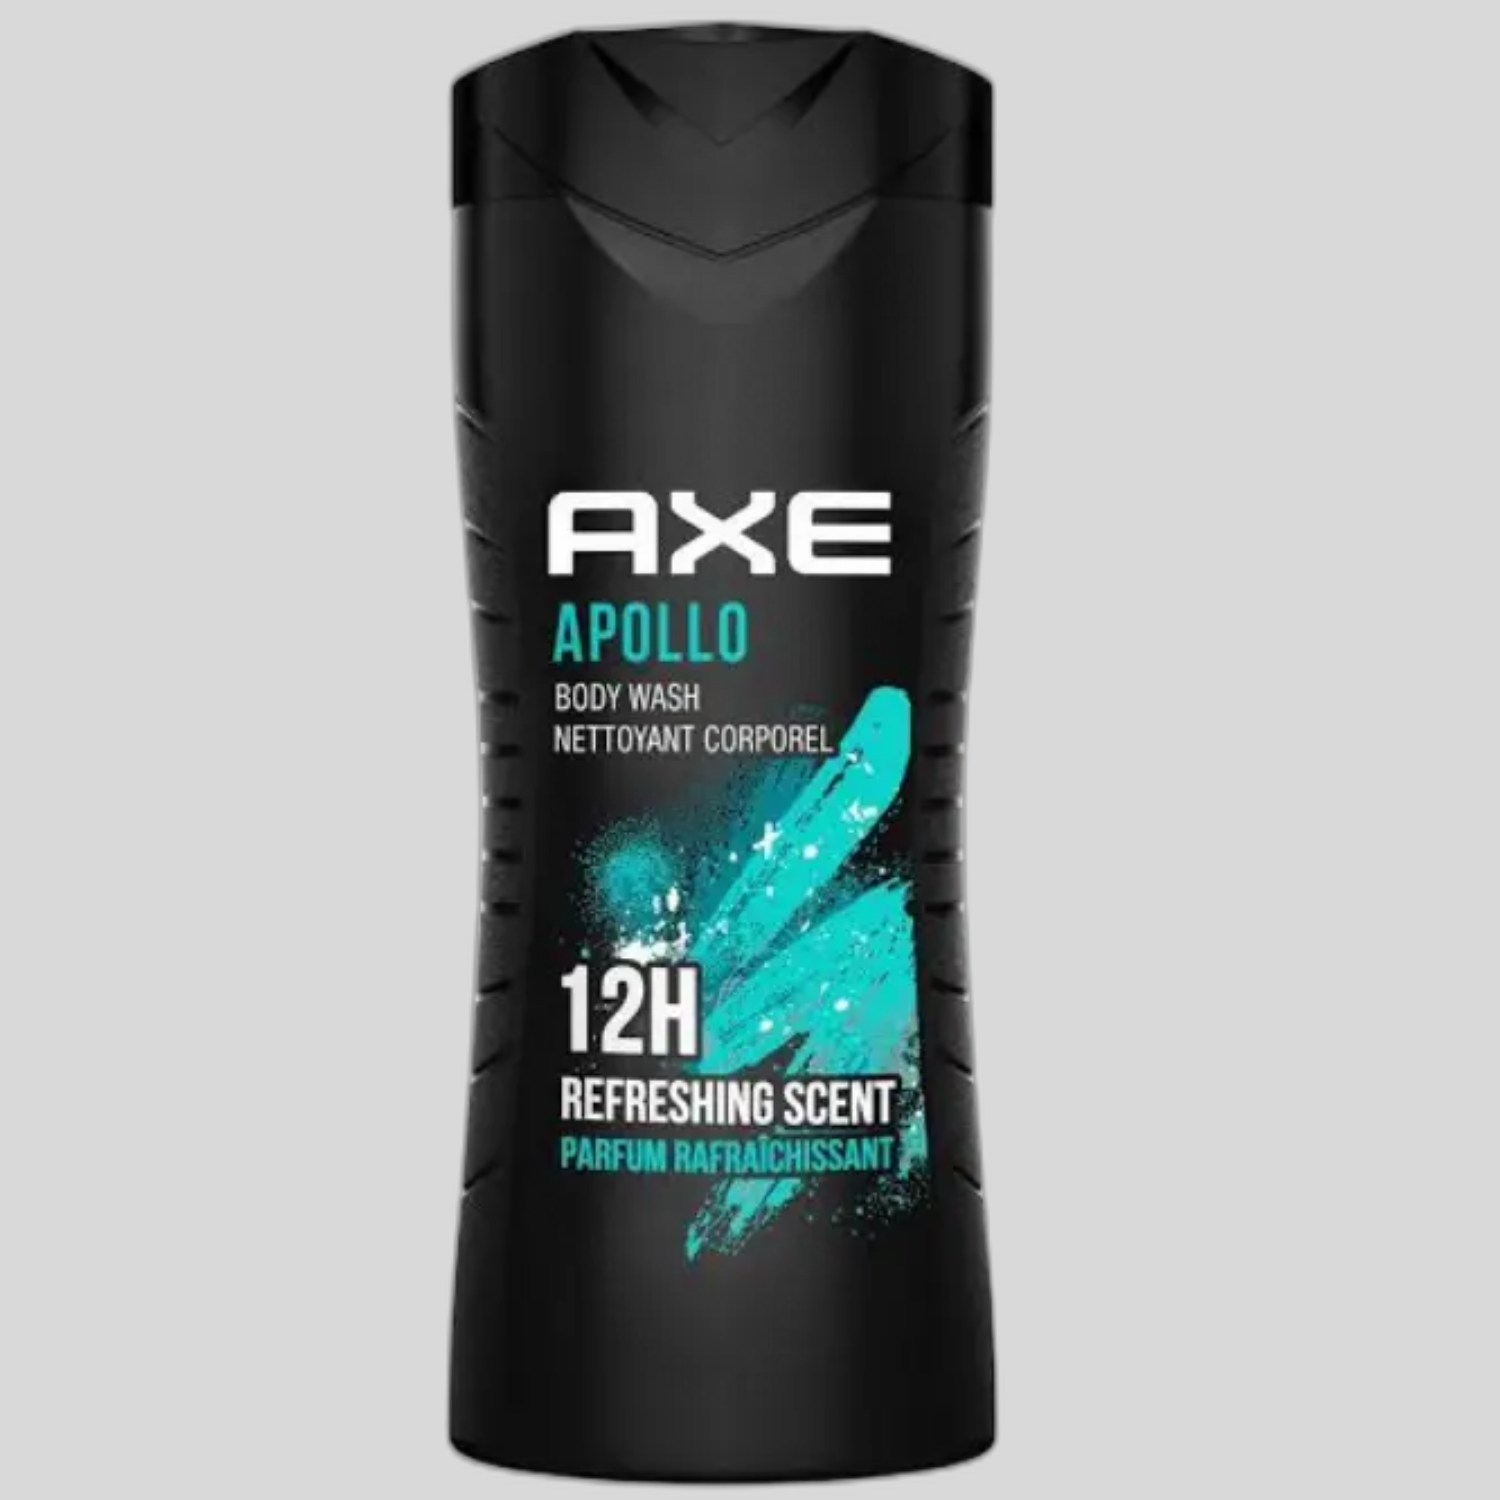 AXE
APOLLO
BODY WASH
NETTOYANT CORPOREL
12H
REFRESHING SCENT
PARFUM RAFRAÎCHISSANT